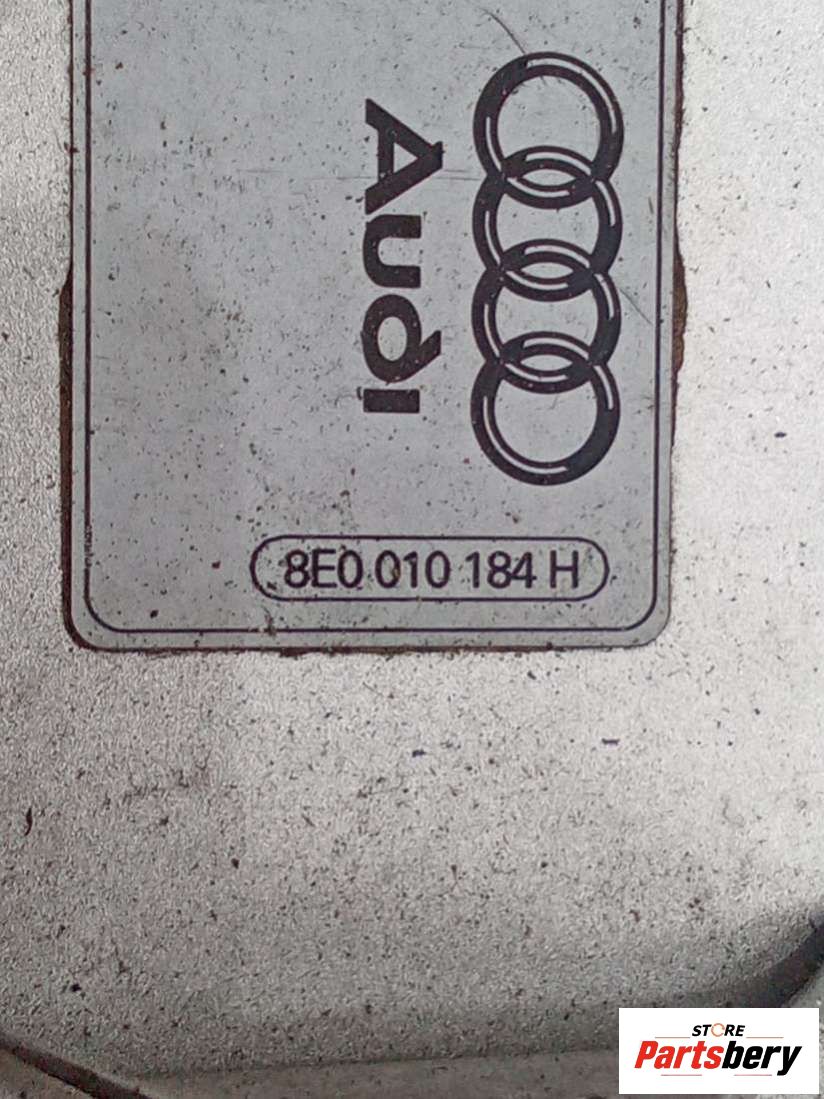 Audi
8E0 010 184 H
STORE
Partsbery